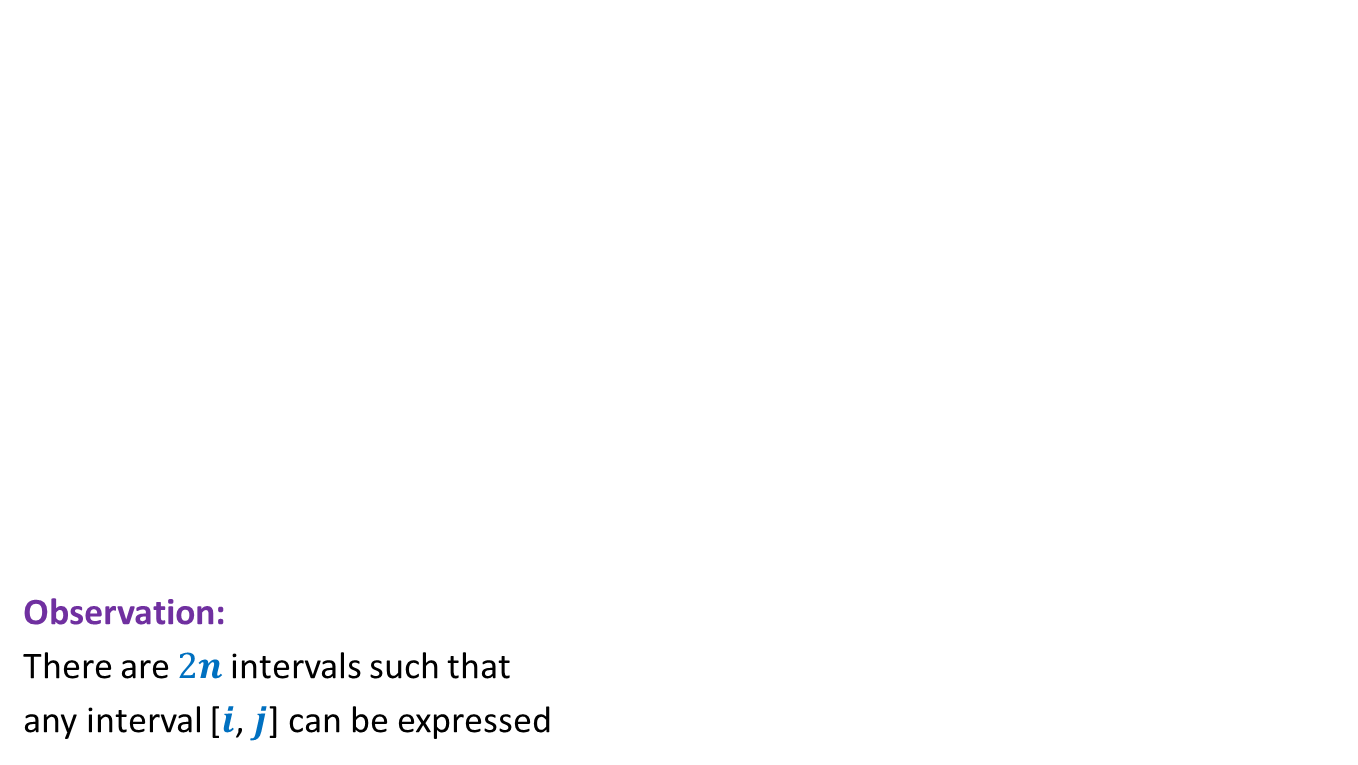 Observation:
There are 2n intervals such that
any interval [i, j] can be expressed